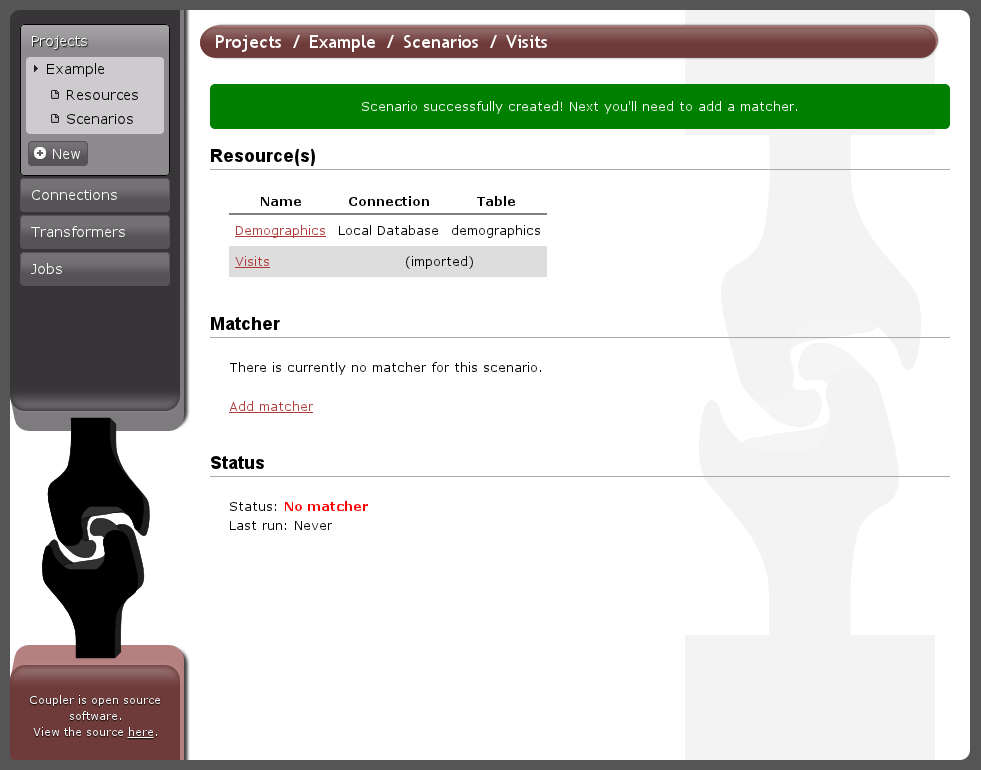 Projects
Example
Resources
Scenarios
New
Connections
Transformers
Jobs
Coupler is open source
software.
View the source here.
Projects / Example / Scenarios / Visits
Scenario successfully created! Next you'll need to add a matcher.
Resource(s)
Name Connection Table
Demographics Local Database demographics
Visits (imported)
Matcher
There is currently no matcher for this scenario.
Add matcher
Status
Status: No matcher
Last run: Never